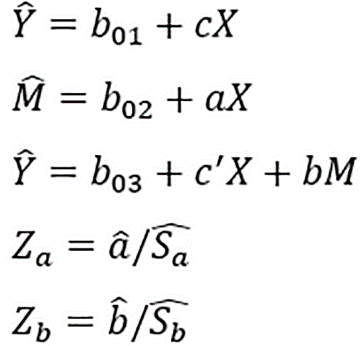 Ŷ = b₀₁ + cX
M̂ = b₀₂ + aX
Ŷ = b₀₃ + c′X + bM
Zₐ = â/Ŝₐ
Z_b = b̂/Ŝ_b